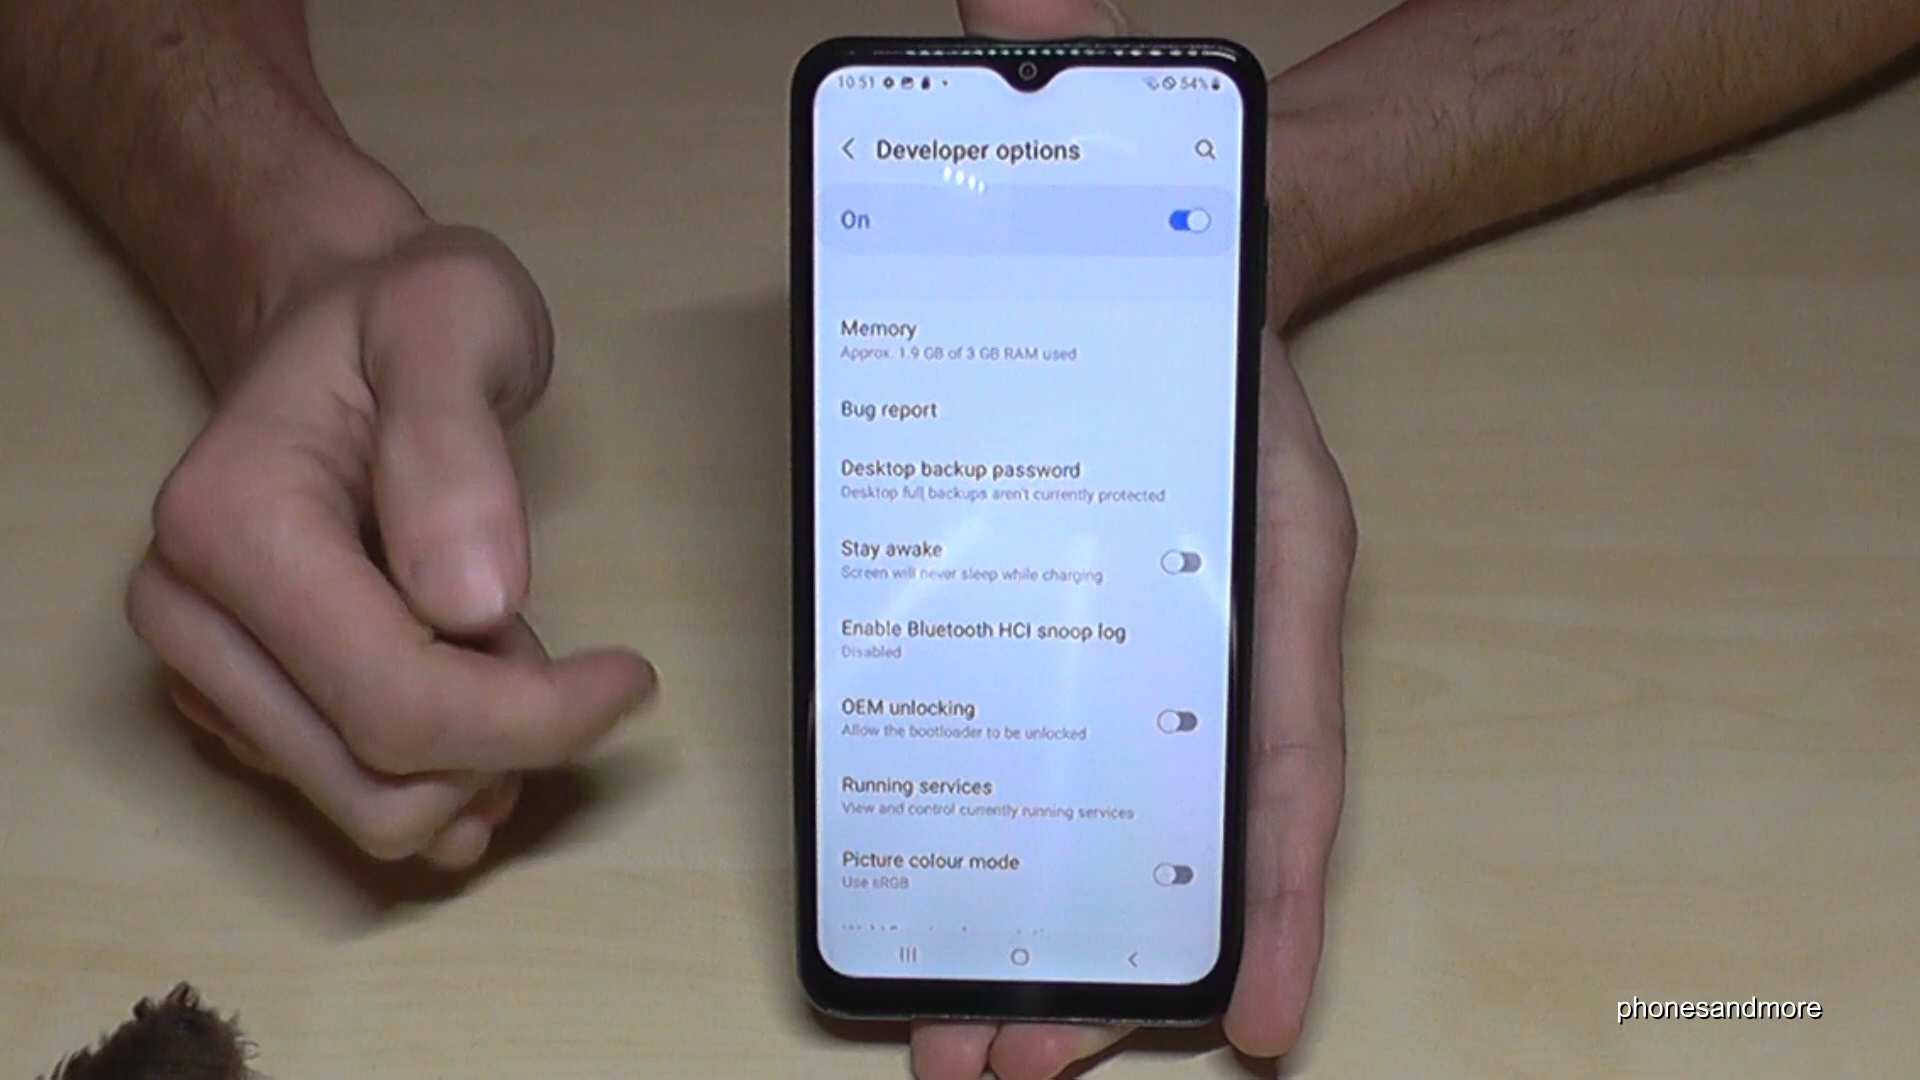 10:51 54%
Developer options
On
Memory
Approx. 1.9 GB of 3 GB RAM used
Bug report
Desktop backup password
Desktop full backups aren't currently protected
Stay awake
Screen will never sleep while charging
Enable Bluetooth HCI snoop log
Disabled
OEM unlocking
Allow the bootloader to be unlocked
Running services
View and control currently running services
Picture colour mode
Use sRGB
phonesandmore